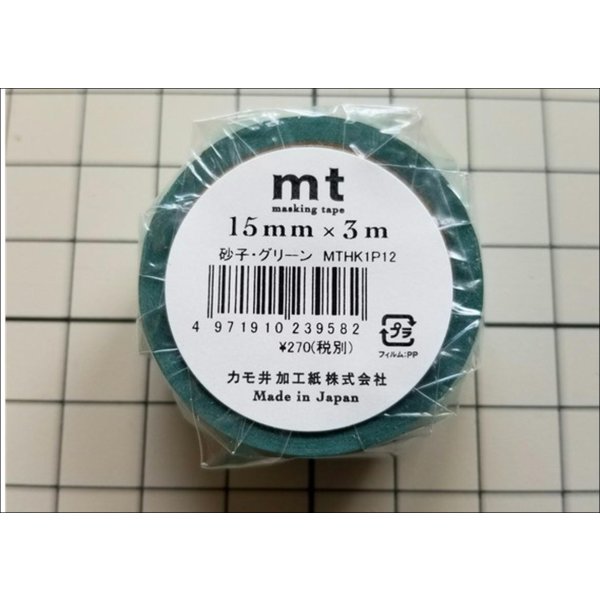 mt
masking tape
15mm × 3m
砂子・グリーン MTHK1P12
4 971910 239582
¥270(税別)
プラ
フィルム:PP
カモ井加工紙株式会社
Made in Japan